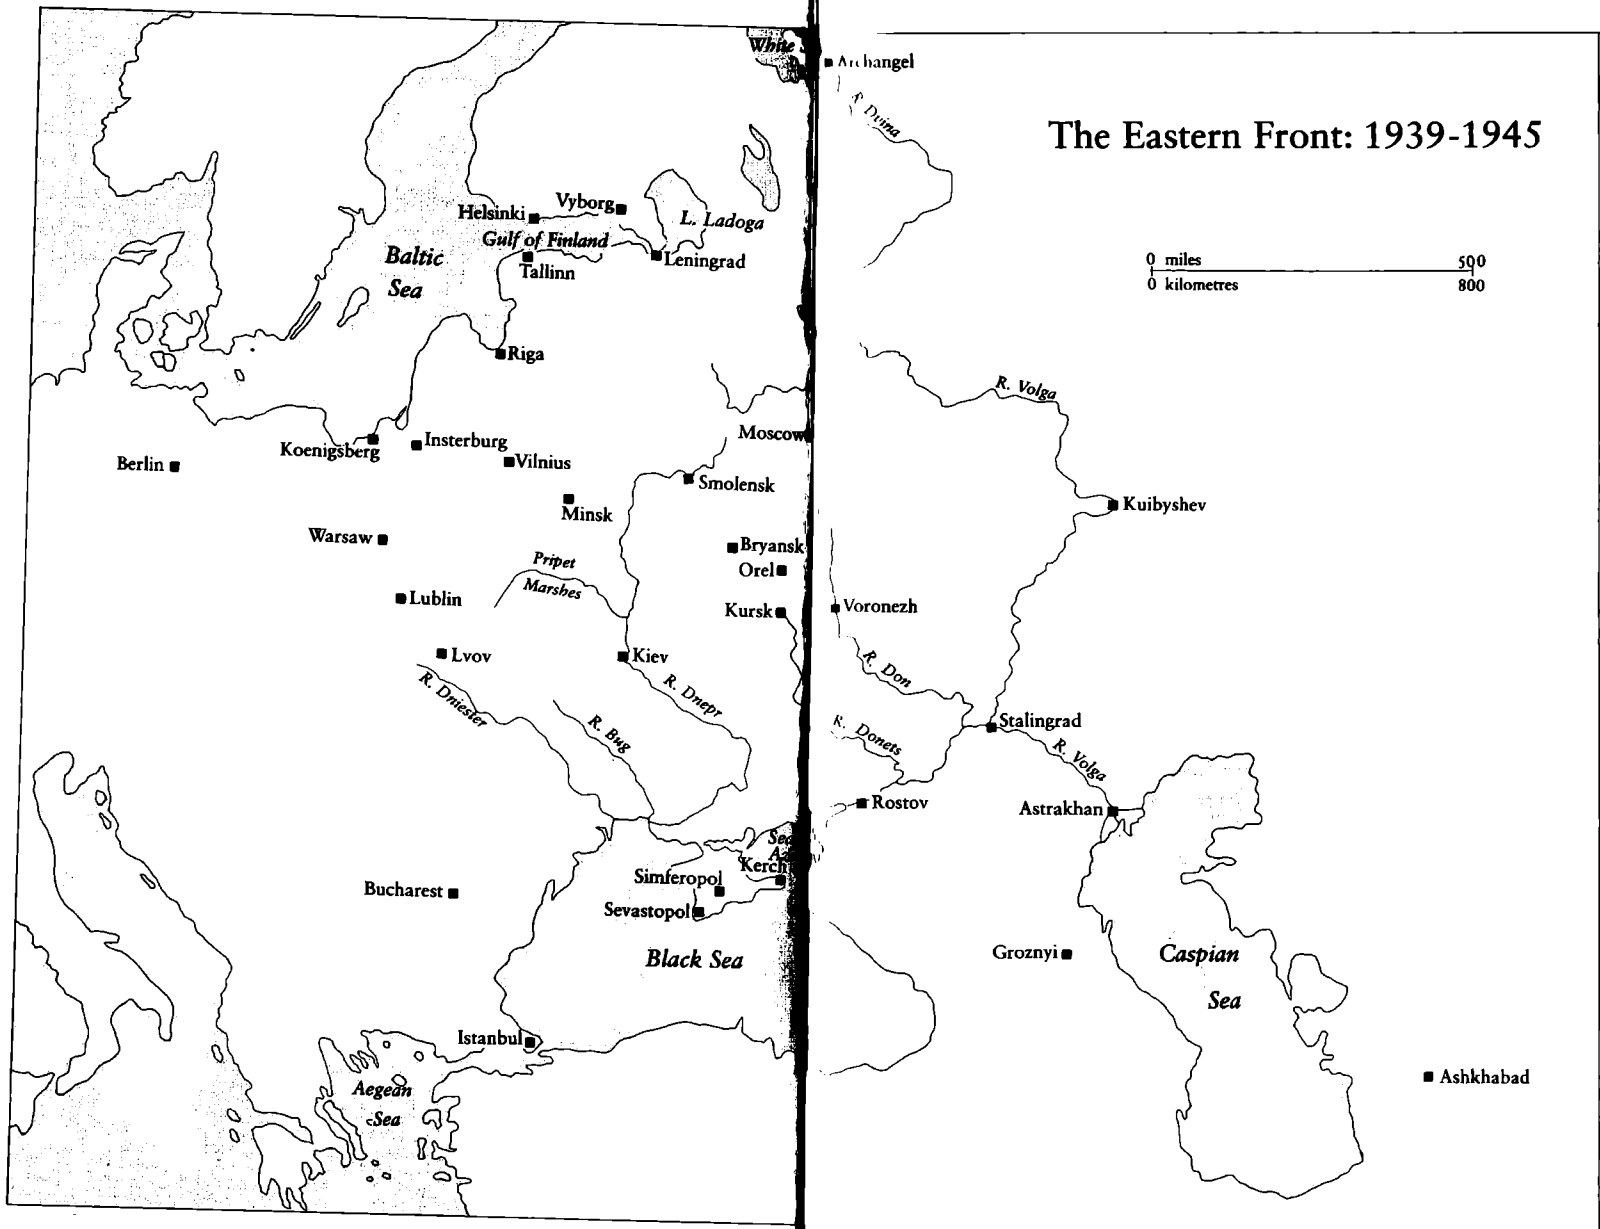 White
Archangel
R. Dvina
The Eastern Front: 1939-1945
Helsinki
Vyborg
L. Ladoga
Gulf of Finland
Leningrad
Tallinn
Baltic
Sea
0 miles 500
0 kilometres 800
Riga
R. Volga
Moscow
Koenigsberg
Insterburg
Vilnius
Berlin
Smolensk
Minsk
Kuibyshev
Warsaw
Bryansk
Orel
Pripet
Marshes
Lublin
Kursk
Voronezh
Lvov
Kiev
R. Dniester
R. Dnepr
R. Bug
R. Don
R. Donets
Stalingrad
R. Volga
Rostov
Astrakhan
Sea
Kerch
Simferopol
Bucharest
Sevastopol
Black Sea
Groznyi
Caspian
Sea
Istanbul
Aegean
Sea
Ashkhabad